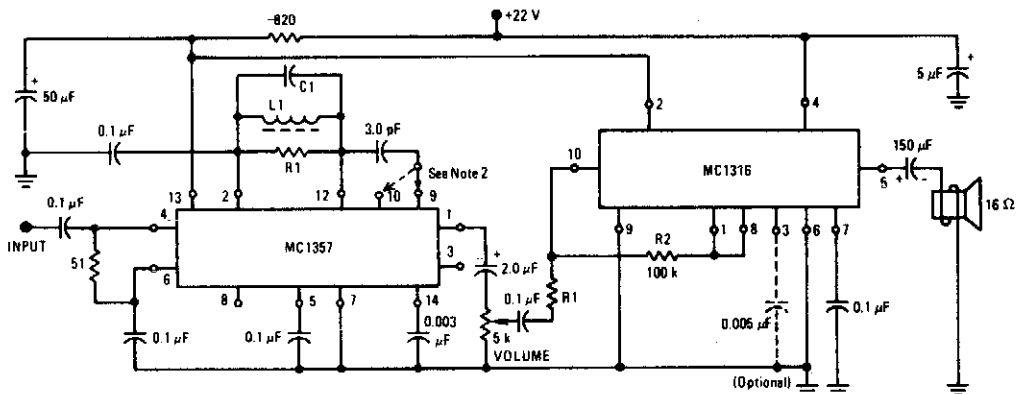 +22 V
-820
C1
50 µF
+
L1
5 µF
+
2
4
0.1 µF
3.0 pF
150 µF
+ -
10
MC1316
R1
See Note 2
5
16 Ω
13
2
12
10
9
0.1 µF
4
1
INPUT
MC1357
9
R2
1
8
3
6
7
51
6
3
+
2.0 µF
100 k
8
5
7
14
0.1 µF
R1
0.1 µF
0.1 µF
0.003
µF
5 k
VOLUME
0.005 µF
0.1 µF
(Optional)